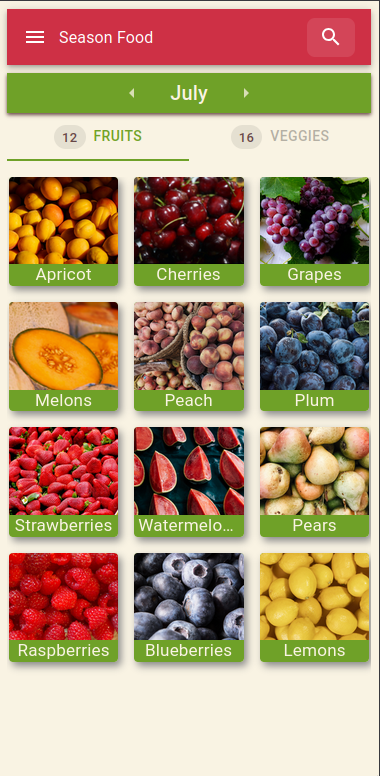 Season Food
July
12 FRUITS
16 VEGGIES
Apricot
Cherries
Grapes
Melons
Peach
Plum
Strawberries
Watermelo...
Pears
Raspberries
Blueberries
Lemons